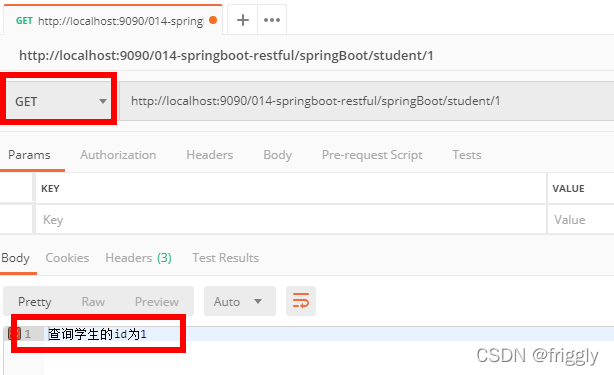 GET http://localhost:9090/014-springb
http://localhost:9090/014-springboot-restful/springBoot/student/1
GET http://localhost:9090/014-springboot-restful/springBoot/student/1
Params Authorization Headers Body Pre-request Script Tests
KEY VALUE
Key Value
Body Cookies Headers (3) Test Results
Pretty Raw Preview Auto
1 查询学生的id为1
CSDN @friggly